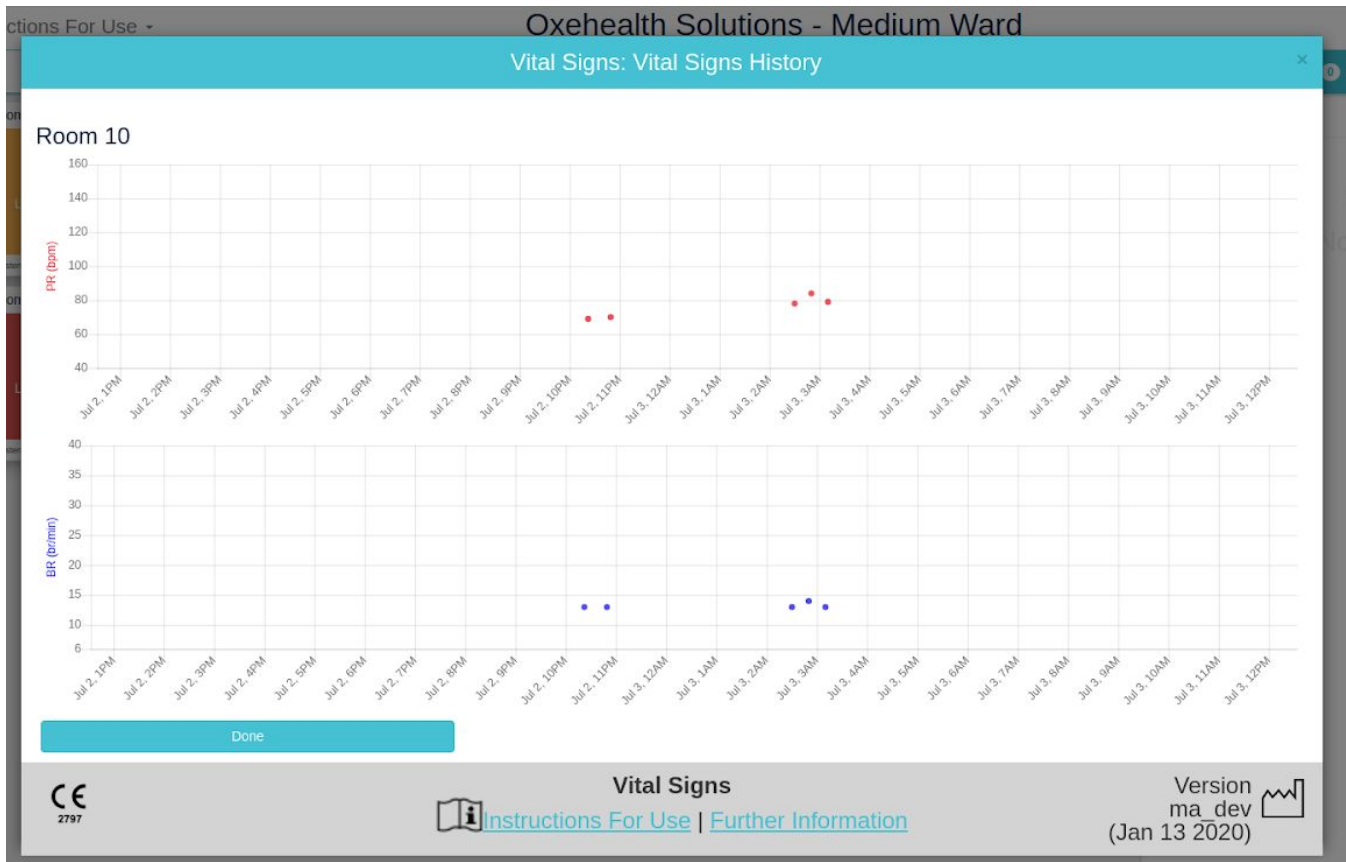 ctions For Use
Oxehealth Solutions - Medium Ward
Vital Signs: Vital Signs History
×
0
Room 10
160
140
120
100
80
60
40
PR (bpm)
Jul 2, 1PM Jul 2, 2PM Jul 2, 3PM Jul 2, 4PM Jul 2, 5PM Jul 2, 6PM Jul 2, 7PM Jul 2, 8PM Jul 2, 9PM Jul 2, 10PM Jul 2, 11PM Jul 3, 12AM Jul 3, 1AM Jul 3, 2AM Jul 3, 3AM Jul 3, 4AM Jul 3, 5AM Jul 3, 6AM Jul 3, 7AM Jul 3, 8AM Jul 3, 9AM Jul 3, 10AM Jul 3, 11AM Jul 3, 12PM
40
35
30
25
20
15
10
6
BR (br/min)
Jul 2, 1PM Jul 2, 2PM Jul 2, 3PM Jul 2, 4PM Jul 2, 5PM Jul 2, 6PM Jul 2, 7PM Jul 2, 8PM Jul 2, 9PM Jul 2, 10PM Jul 2, 11PM Jul 3, 12AM Jul 3, 1AM Jul 3, 2AM Jul 3, 3AM Jul 3, 4AM Jul 3, 5AM Jul 3, 6AM Jul 3, 7AM Jul 3, 8AM Jul 3, 9AM Jul 3, 10AM Jul 3, 11AM Jul 3, 12PM
Done
CE
2797
Vital Signs
Instructions For Use | Further Information
Version
ma_dev
(Jan 13 2020)